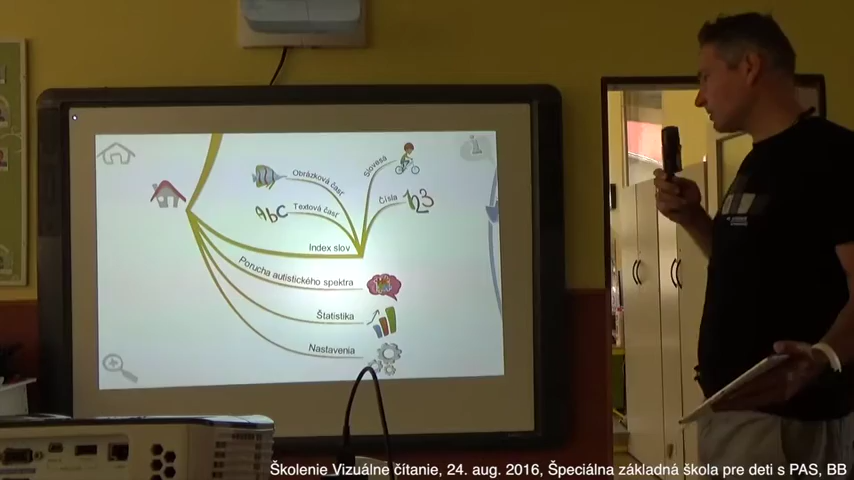 Slovesá
Obrázková časť
Čísla
123
Abc
Textová časť
Index slov
Porucha autistického spektra
Štatistika
Nastavenia
Školenie Vizuálne čítanie, 24. aug. 2016, Špeciálna základná škola pre deti s PAS, BB